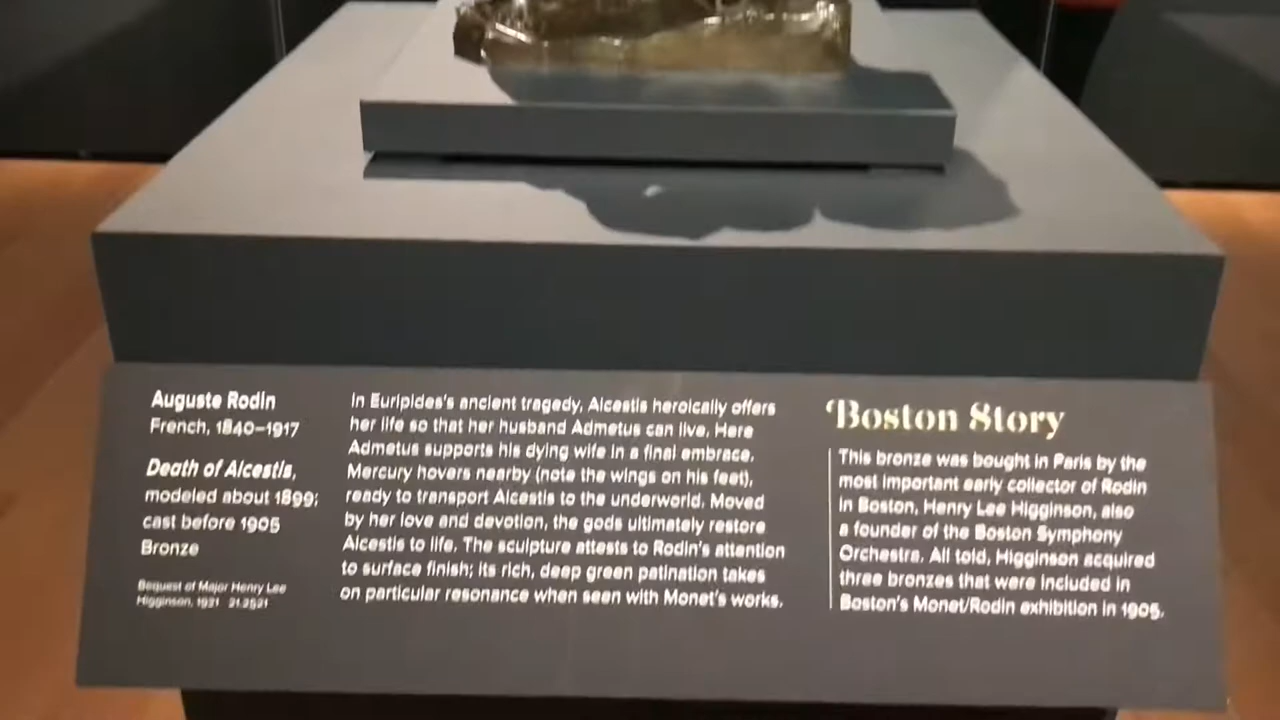 Auguste Rodin
French, 1840–1917
Death of Alcestis,
modeled about 1899;
cast before 1905
Bronze
Bequest of Major Henry Lee
Higginson, 1921 21.2521
In Euripides's ancient tragedy, Alcestis heroically offers
her life so that her husband Admetus can live. Here
Admetus supports his dying wife in a final embrace.
Mercury hovers nearby (note the wings on his feet),
ready to transport Alcestis to the underworld. Moved
by her love and devotion, the gods ultimately restore
Alcestis to life. The sculpture attests to Rodin's attention
to surface finish; its rich, deep green patination takes
on particular resonance when seen with Monet's works.
Boston Story
This bronze was bought in Paris by the
most important early collector of Rodin
in Boston, Henry Lee Higginson, also
a founder of the Boston Symphony
Orchestra. All told, Higginson acquired
three bronzes that were included in
Boston's Monet/Rodin exhibition in 1905.